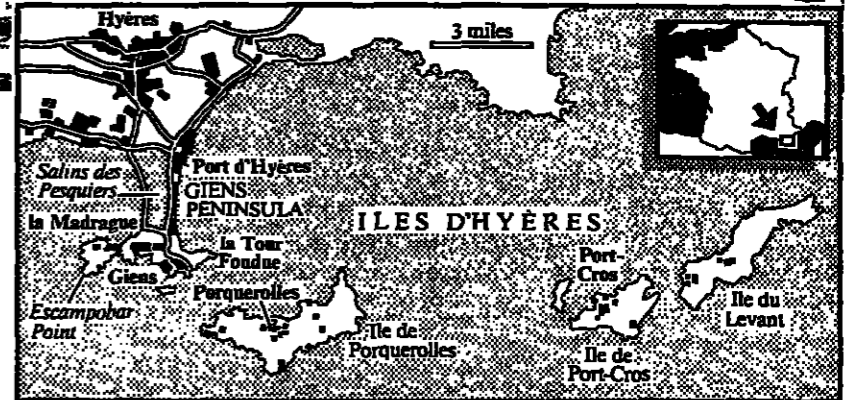 Hyères
3 miles
Salins des
Pesquiers
Port d'Hyères
GIENS
PENINSULA
la Madrague
ILES D'HYÈRES
la Tour
Fondue
Giens
Port-
Cros
Porquerolles
Escampobar
Point
Ile de
Porquerolles
Ile du
Levant
Ile de
Port-Cros